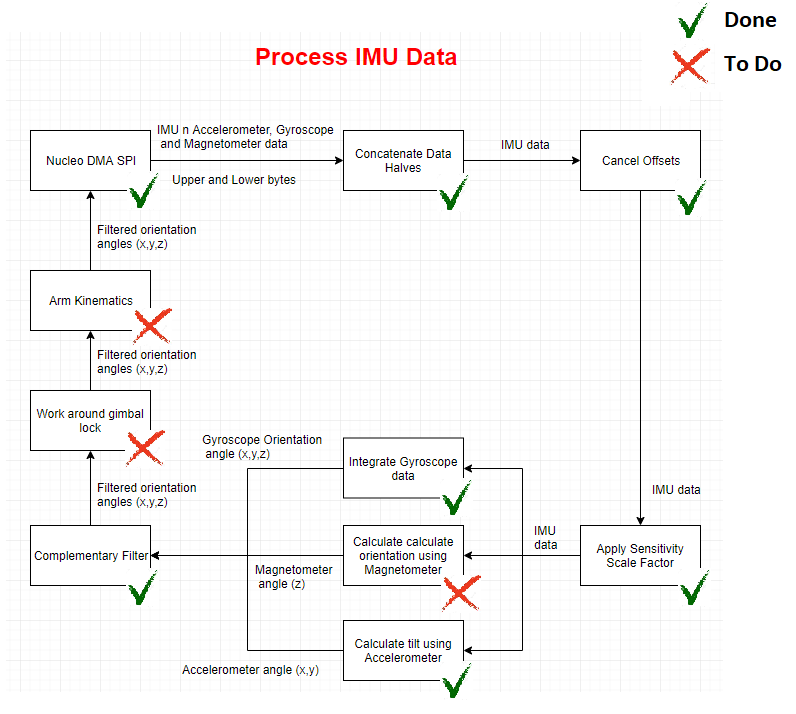 Done
To Do
Process IMU Data
IMU n Accelerometer, Gyroscope
and Magnetometer data
Nucleo DMA SPI
Upper and Lower bytes
Concatenate Data
Halves
IMU data
Cancel Offsets
Filtered orientation
angles (x,y,z)
Arm Kinematics
Filtered orientation
angles (x,y,z)
Work around gimbal
lock
Filtered orientation
angles (x,y,z)
Complementary Filter
Gyroscope Orientation
angle (x,y,z)
Integrate Gyroscope
data
Magnetometer
angle (z)
Calculate calculate
orientation using
Magnetometer
Accelerometer angle (x,y)
Calculate tilt using
Accelerometer
IMU
data
IMU data
Apply Sensitivity
Scale Factor